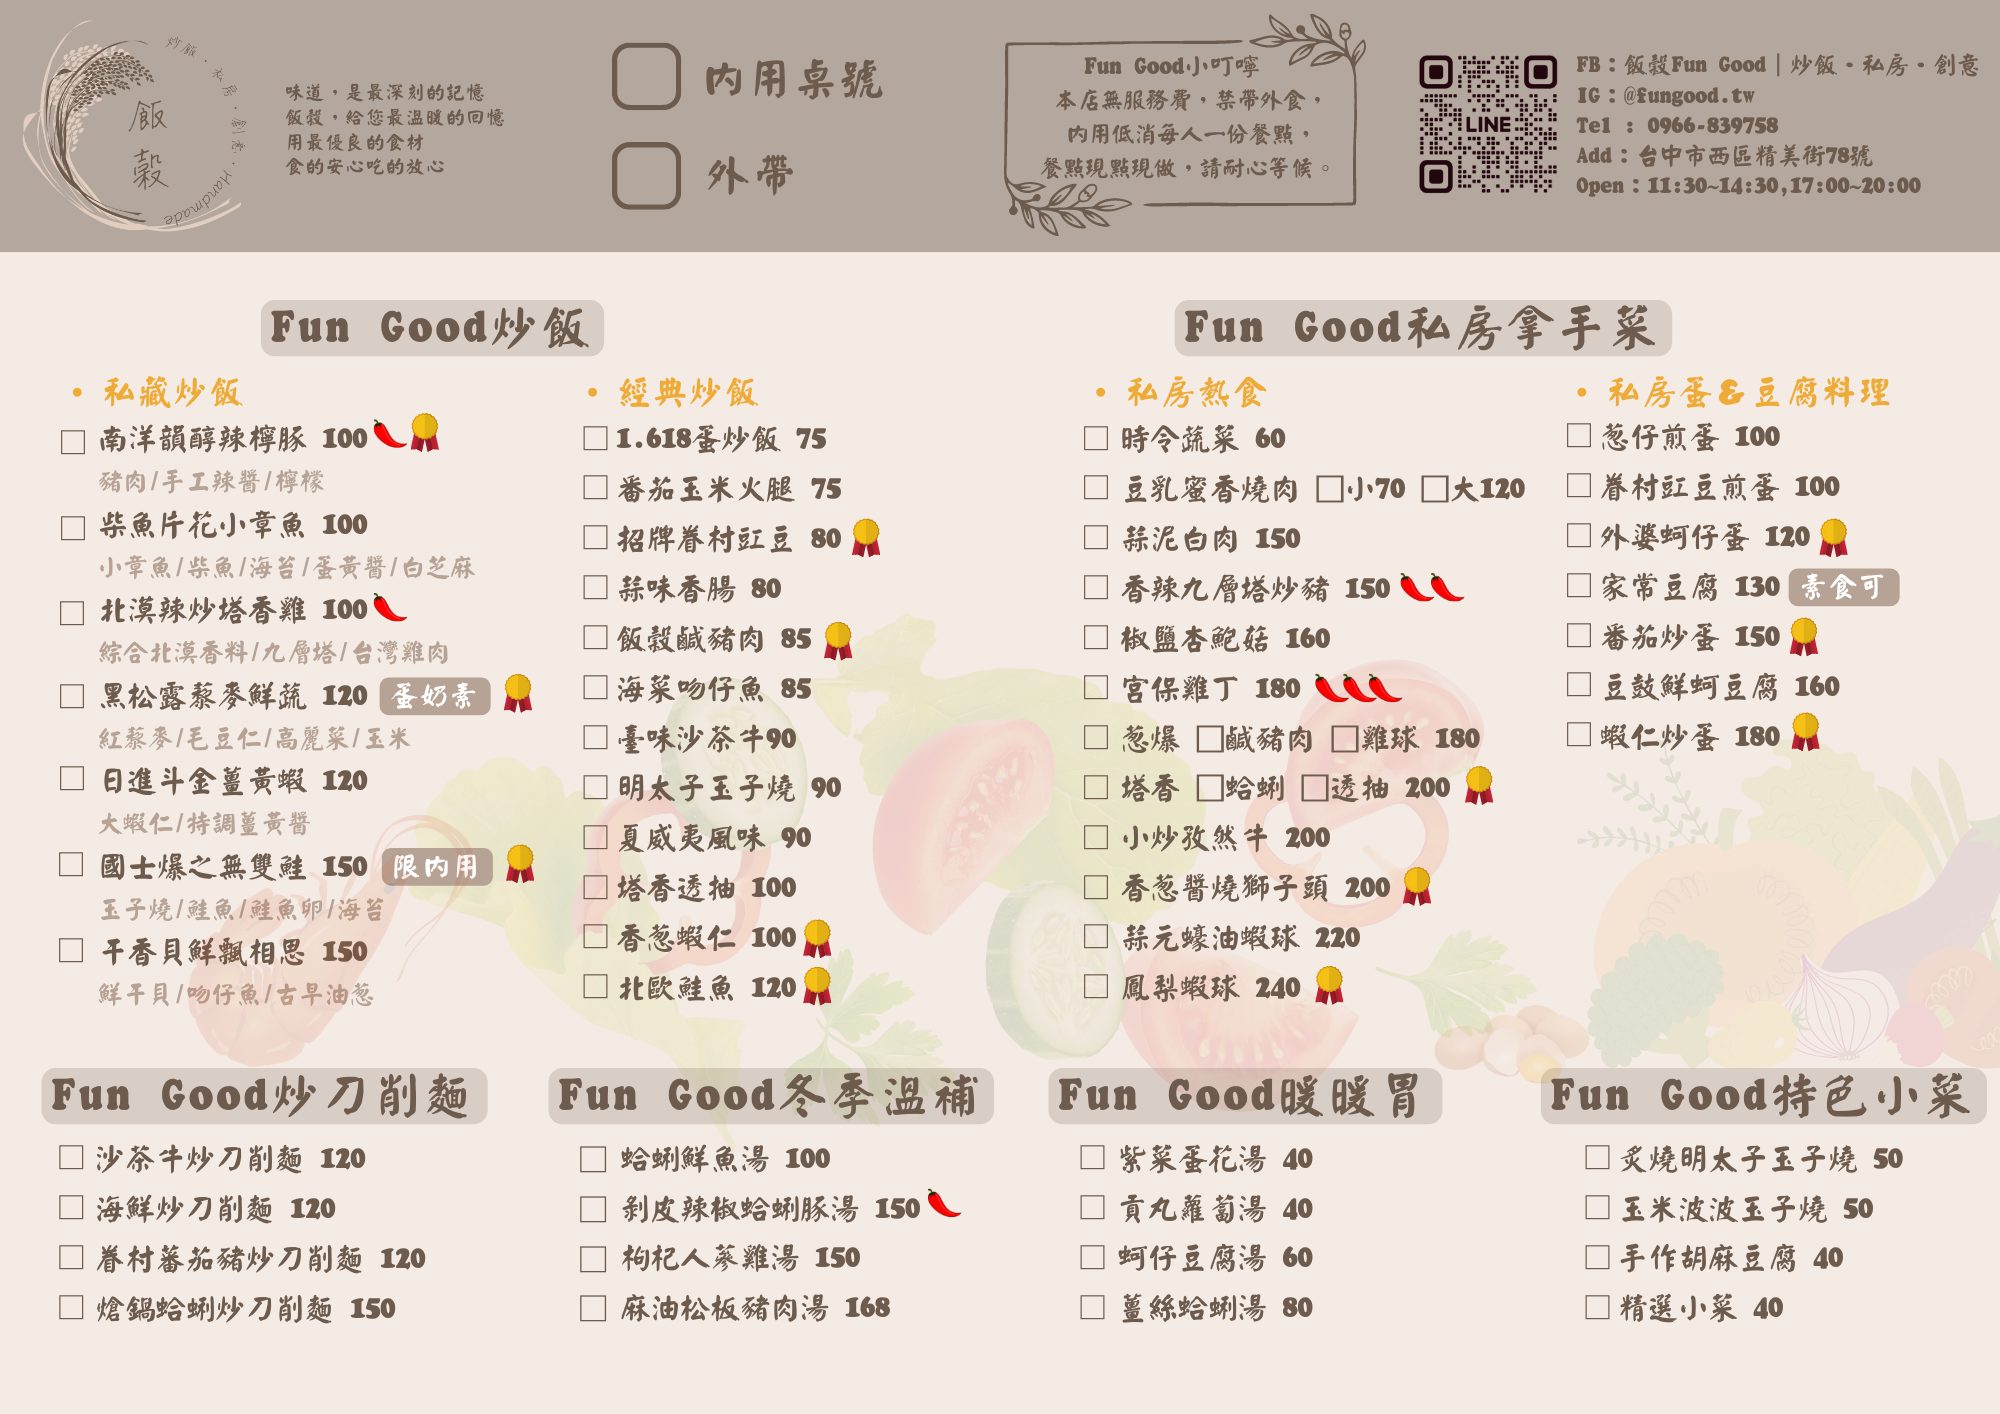 炒飯・私房・創意・Handmade
飯
穀
味道，是最深刻的記憶
飯穀，給您最溫暖的回憶
用最優良的食材
食的安心吃的放心
內用桌號
外帶
Fun Good小叮嚀
本店無服務費，禁帶外食，
內用低消每人一份餐點，
餐點現點現做，請耐心等候。
LINE
FB：飯穀Fun Good｜炒飯・私房・創意
IG：@fungood.tw
Tel : 0966-839758
Add：台中市西區精美街78號
Open：11:30~14:30,17:00~20:00
Fun Good炒飯
• 私藏炒飯
南洋韻醇辣檸豚 100
豬肉/手工辣醬/檸檬
柴魚片花小章魚 100
小章魚/柴魚/海苔/蛋黃醬/白芝麻
北漠辣炒塔香雞 100
綜合北漠香料/九層塔/台灣雞肉
黑松露藜麥鮮蔬 120 蛋奶素
紅藜麥/毛豆仁/高麗菜/玉米
日進斗金薑黃蝦 120
大蝦仁/特調薑黃醬
國士爆之無雙鮭 150 限內用
玉子燒/鮭魚/鮭魚卵/海苔
干香貝鮮飄相思 150
鮮干貝/吻仔魚/古早油蔥
• 經典炒飯
1.618蛋炒飯 75
番茄玉米火腿 75
招牌眷村豇豆 80
蒜味香腸 80
飯穀鹹豬肉 85
海菜吻仔魚 85
臺味沙茶牛90
明太子玉子燒 90
夏威夷風味 90
塔香透抽 100
香蔥蝦仁 100
北歐鮭魚 120
Fun Good私房拿手菜
• 私房熱食
時令蔬菜 60
豆乳蜜香燒肉 小70 大120
蒜泥白肉 150
香辣九層塔炒豬 150
椒鹽杏鮑菇 160
宮保雞丁 180
蔥爆 鹹豬肉 雞球 180
塔香 蛤蜊 透抽 200
小炒孜然牛 200
香蔥醬燒獅子頭 200
蒜元蠔油蝦球 220
鳳梨蝦球 240
• 私房蛋&豆腐料理
蔥仔煎蛋 100
眷村豇豆煎蛋 100
外婆蚵仔蛋 120
家常豆腐 130 素食可
番茄炒蛋 150
豆鼓鮮蚵豆腐 160
蝦仁炒蛋 180
Fun Good炒刀削麵
沙茶牛炒刀削麵 120
海鮮炒刀削麵 120
眷村蕃茄豬炒刀削麵 120
熗鍋蛤蜊炒刀削麵 150
Fun Good冬季溫補
蛤蜊鮮魚湯 100
剝皮辣椒蛤蜊豚湯 150
枸杞人蔘雞湯 150
麻油松板豬肉湯 168
Fun Good暖暖胃
紫菜蛋花湯 40
貢丸蘿蔔湯 40
蚵仔豆腐湯 60
薑絲蛤蜊湯 80
Fun Good特色小菜
炙燒明太子玉子燒 50
玉米波波玉子燒 50
手作胡麻豆腐 40
精選小菜 40